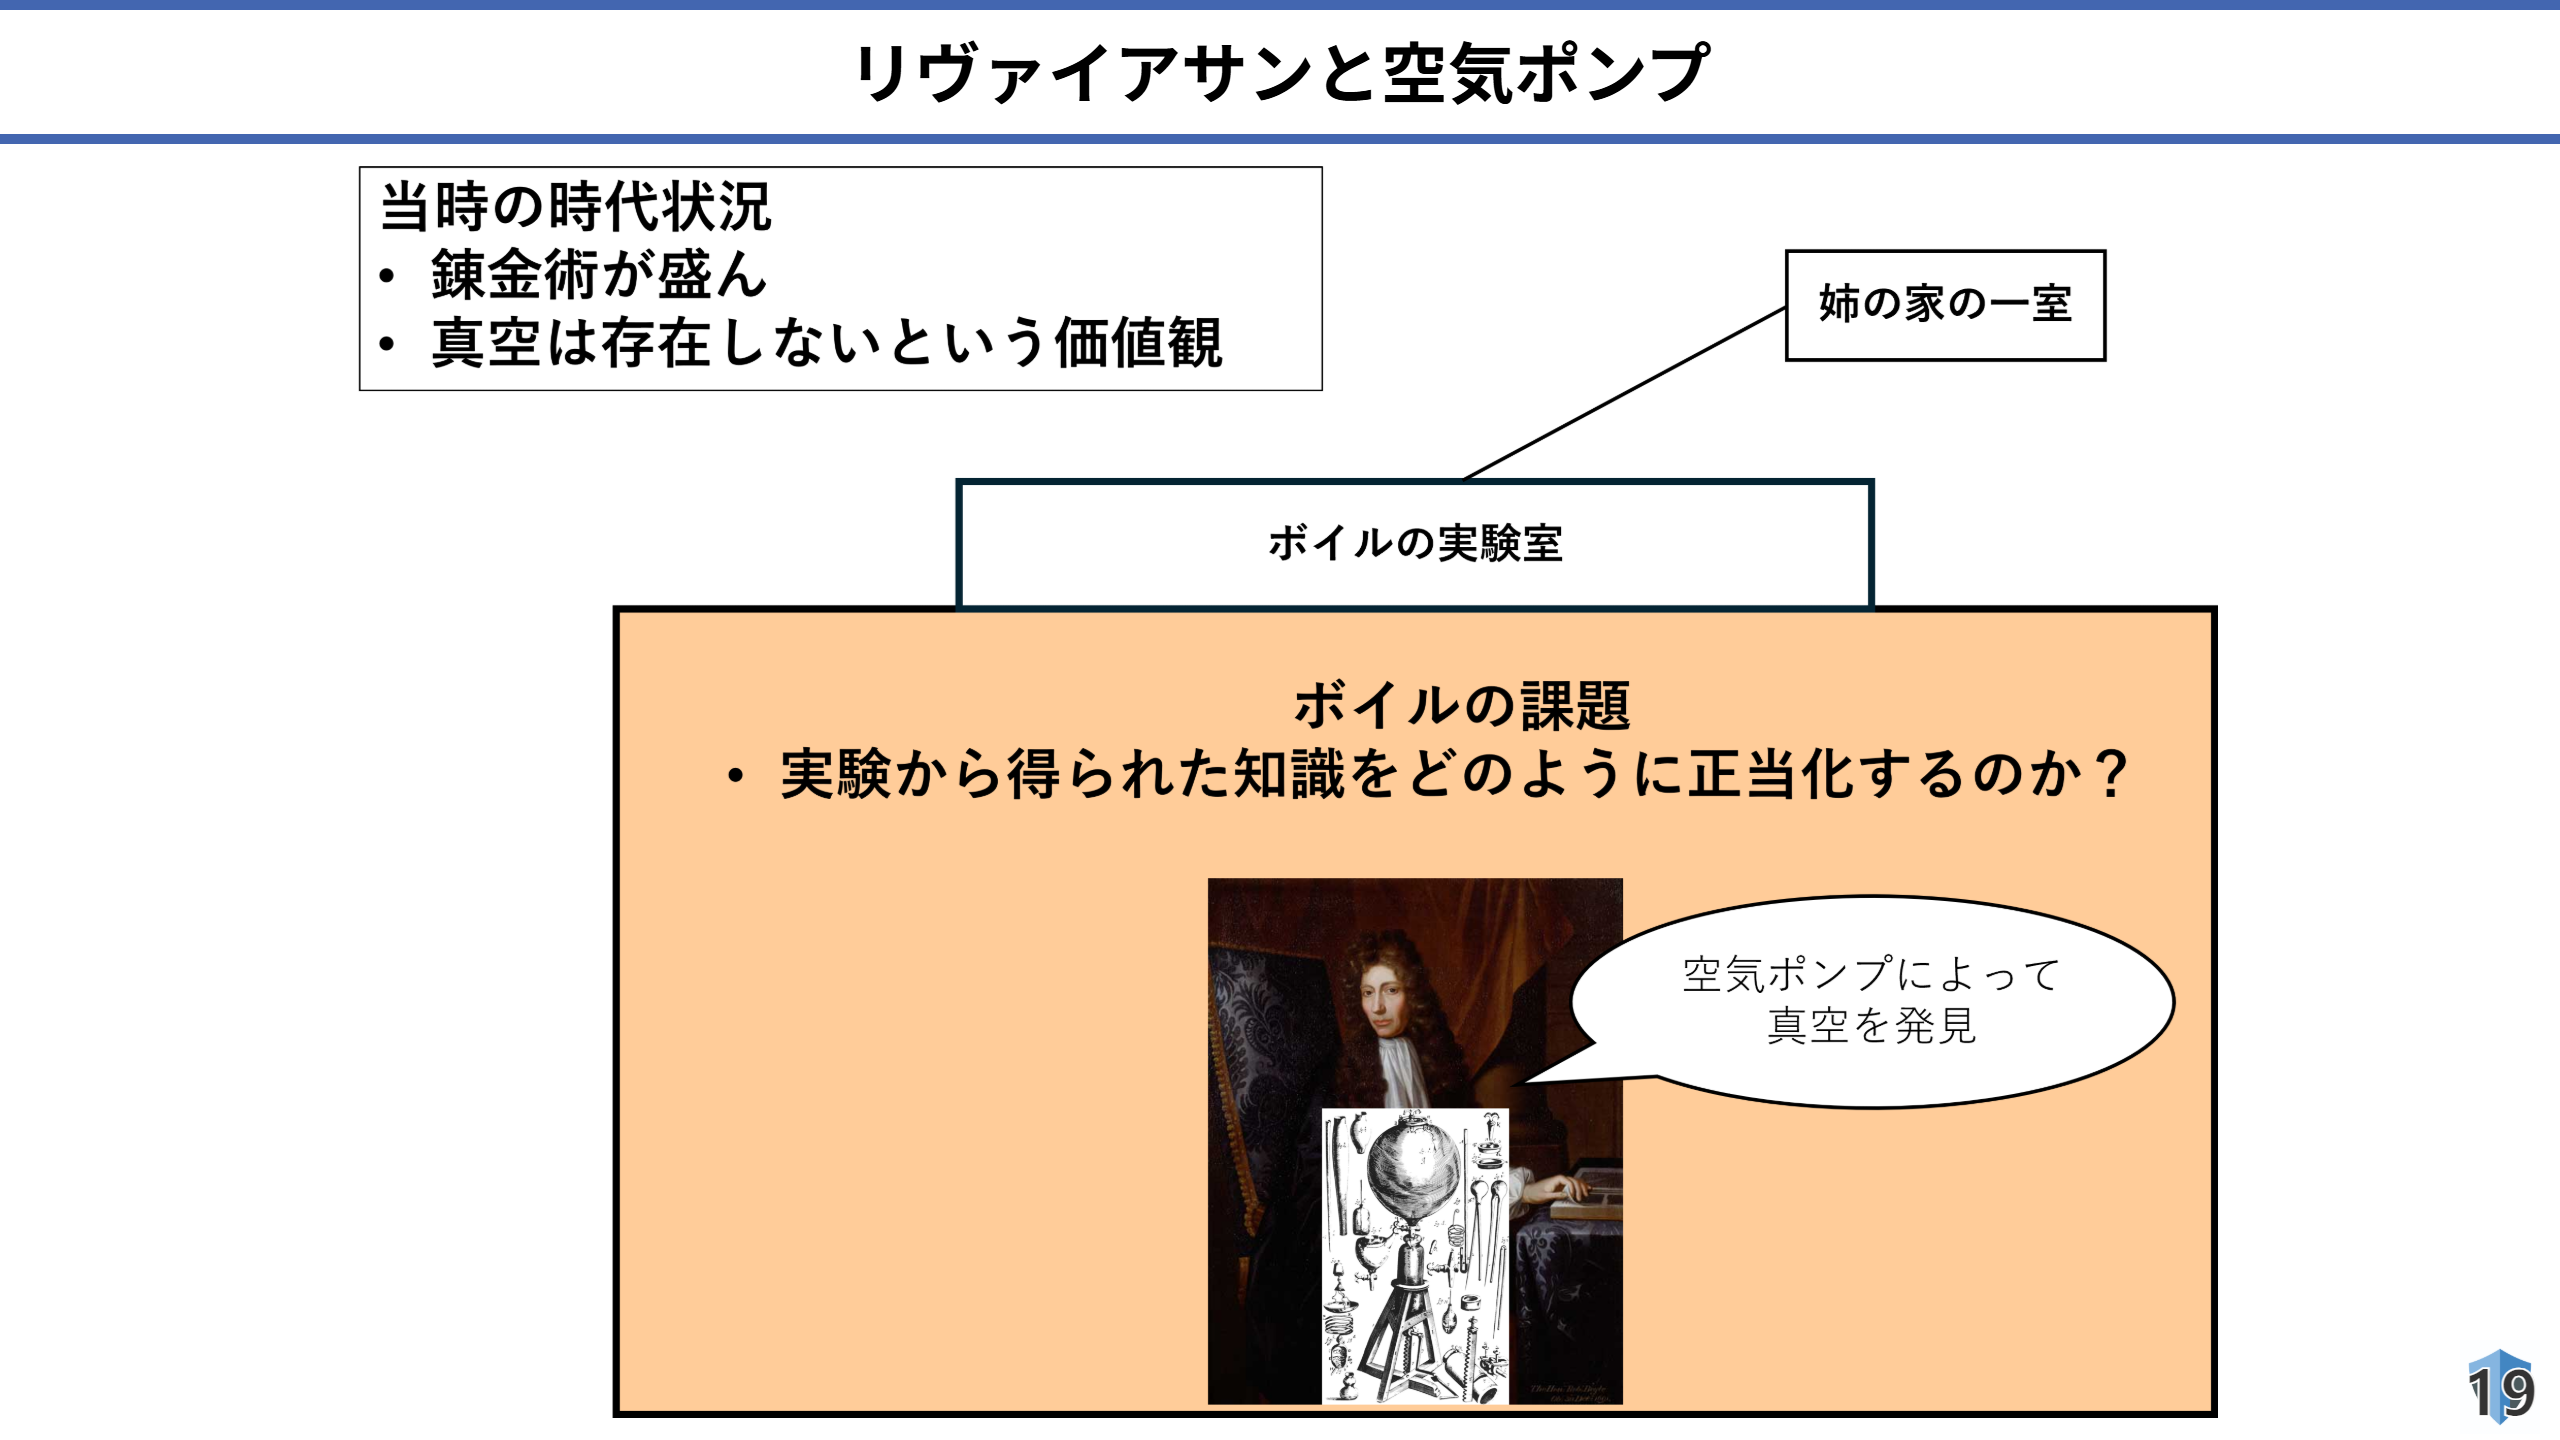 リヴァイアサンと空気ポンプ
当時の時代状況
• 錬金術が盛ん
• 真空は存在しないという価値観
姉の家の一室
ボイルの実験室
ボイルの課題
• 実験から得られた知識をどのように正当化するのか？
空気ポンプによって
真空を発見
19